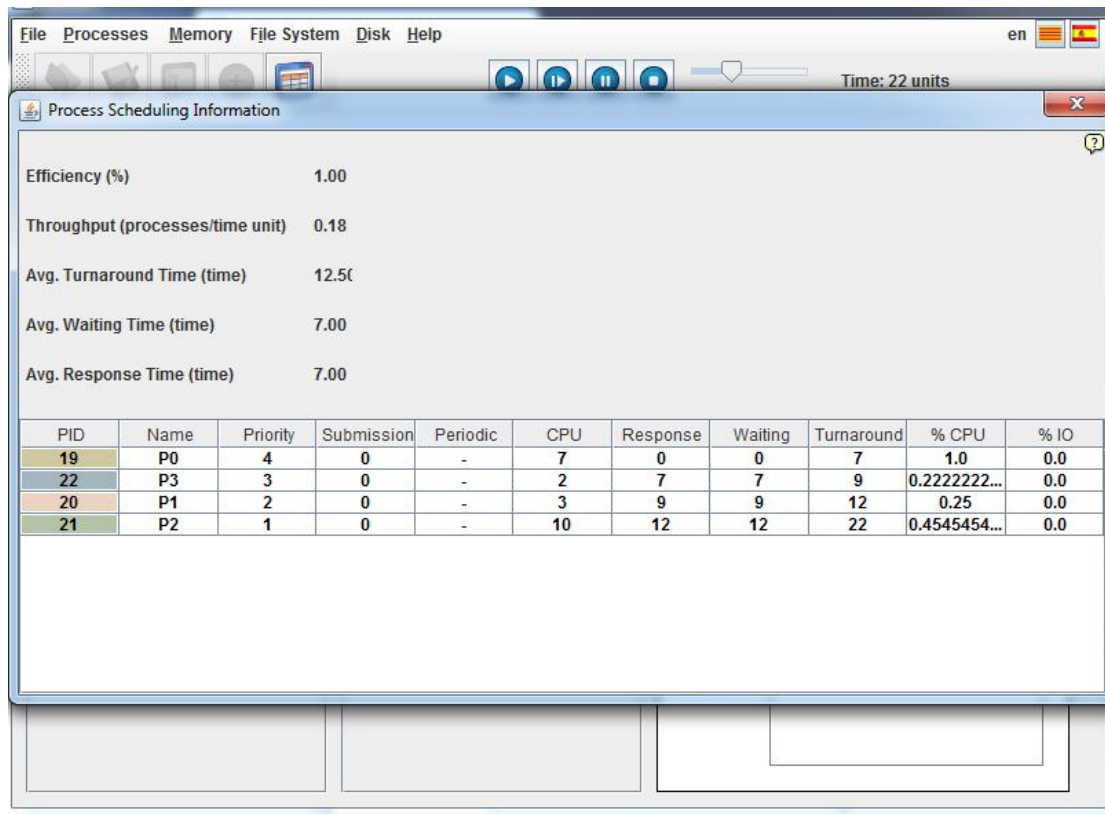 File Processes Memory File System Disk Help en
Time: 22 units
Process Scheduling Information
Efficiency (%) 1.00
Throughput (processes/time unit) 0.18
Avg. Turnaround Time (time) 12.50
Avg. Waiting Time (time) 7.00
Avg. Response Time (time) 7.00
PID Name Priority Submission Periodic CPU Response Waiting Turnaround % CPU % IO
19 P0 4 0 - 7 0 0 7 1.0 0.0
22 P3 3 0 - 2 7 7 9 0.2222222... 0.0
20 P1 2 0 - 3 9 9 12 0.25 0.0
21 P2 1 0 - 10 12 12 22 0.4545454... 0.0